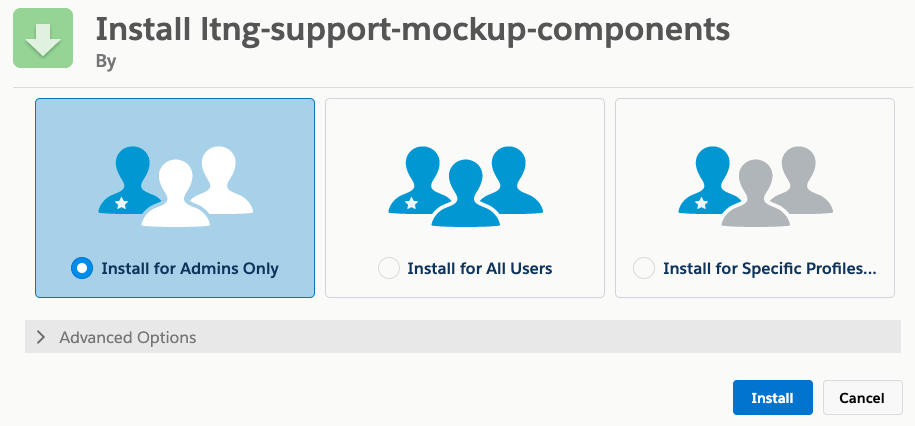 Install ltng-support-mockup-components
By
Install for Admins Only
Install for All Users
Install for Specific Profiles...
Advanced Options
Install
Cancel